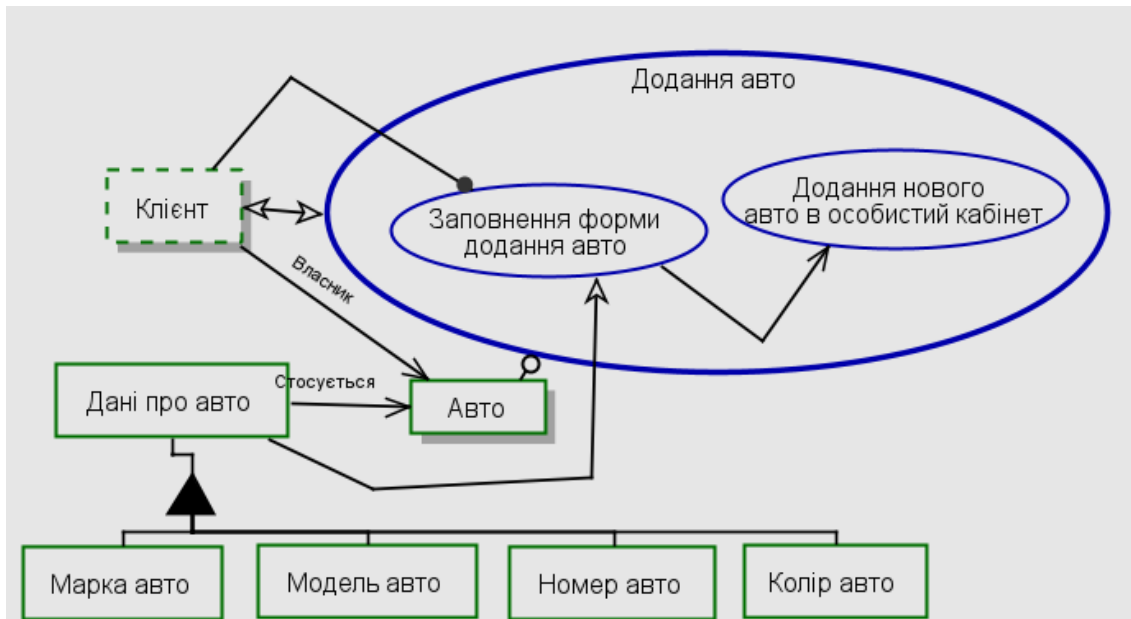 Додання авто
Клієнт
Заповнення форми
додання авто
Додання нового
авто в особистий кабінет
Власник
Дані про авто
Стосується
Авто
Марка авто
Модель авто
Номер авто
Колір авто